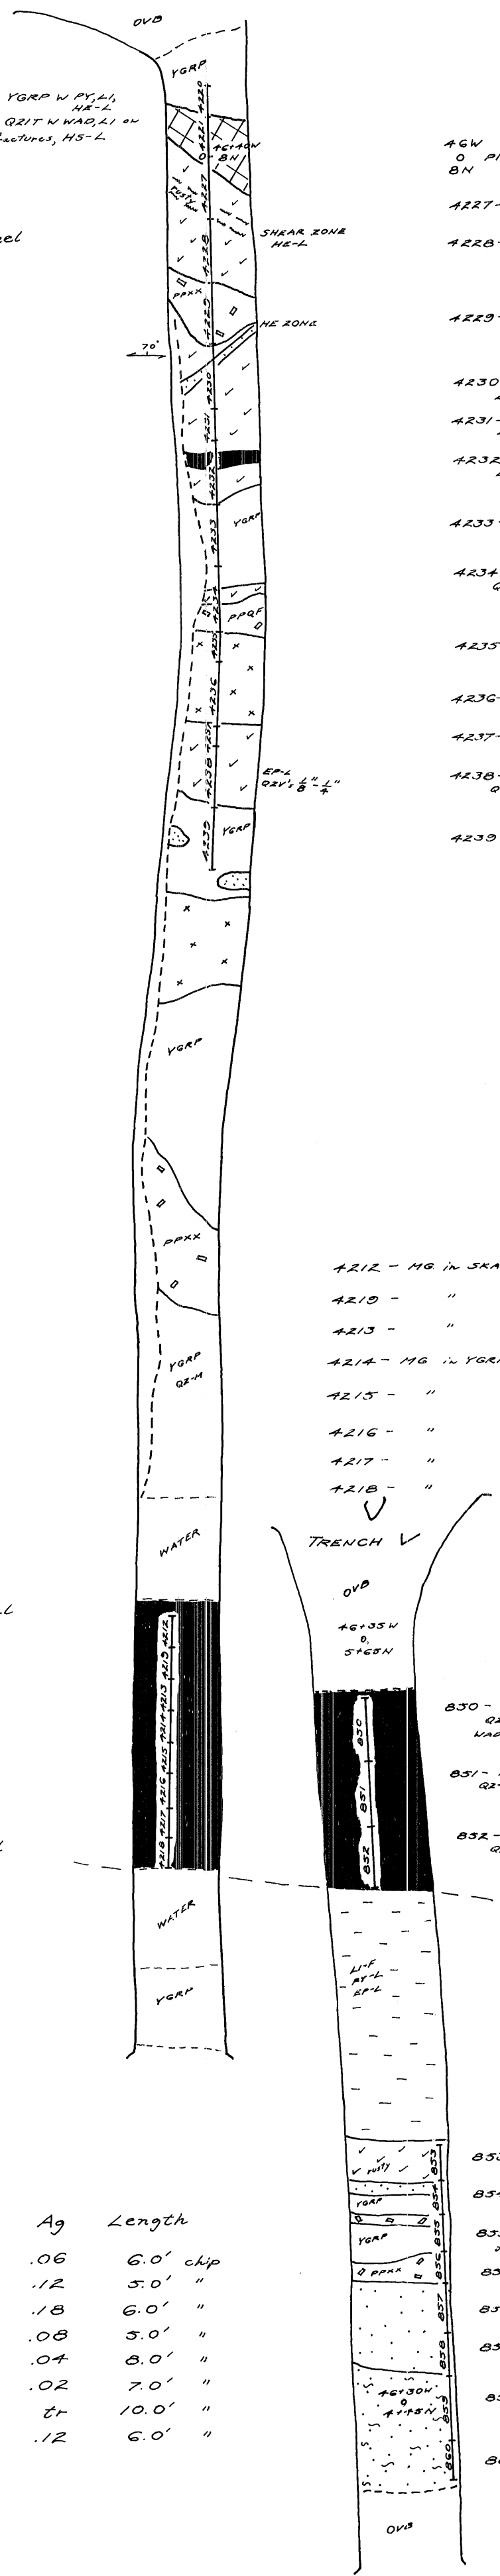 OVB
YGRP
YGRP W PY, LI,
HE-L
QZIT W WAD, LI on
HS-L
4220
4221
46+40W
0
8N
4227
rusty
SHEAR ZONE
HE-L
4228
PPXX
4229
HE ZONE
70°
4230
4231
4232
4233
YGRP
4234
PPQF
4235
4236
4237
4238
EP-L
QZV's 1/8" - 1/4"
4239
YGRP
46W
0
8N
4227-
4228-
4229-
4230
4231-
4232
4233-
4234
4235
4236-
4237-
4238-
4239
YGRP
PPXX
YGRP
QZ-M
WATER
4212
4219
4213
4214
4215
4216
4217
4218
WATER
YGRP
4212 - MG in
4219 - "
4213 - "
4214 - MG in
4215 - "
4216 - "
4217 - "
4218 - "
TRENCH V
OVB
46+35W
0
5+65N
850
851
852
850 -
851 -
852 -
LI-F
PY-L
EP-L
rusty
853
854
YGRP
855
YGRP
856
PPXX
857
858
46+30W
0
4+45N
859
860
OVB
Ag Length
.06 6.0' chip
.12 5.0' "
.18 6.0' "
.08 5.0' "
.04 8.0' "
.02 7.0' "
tr 10.0' "
.12 6.0' "